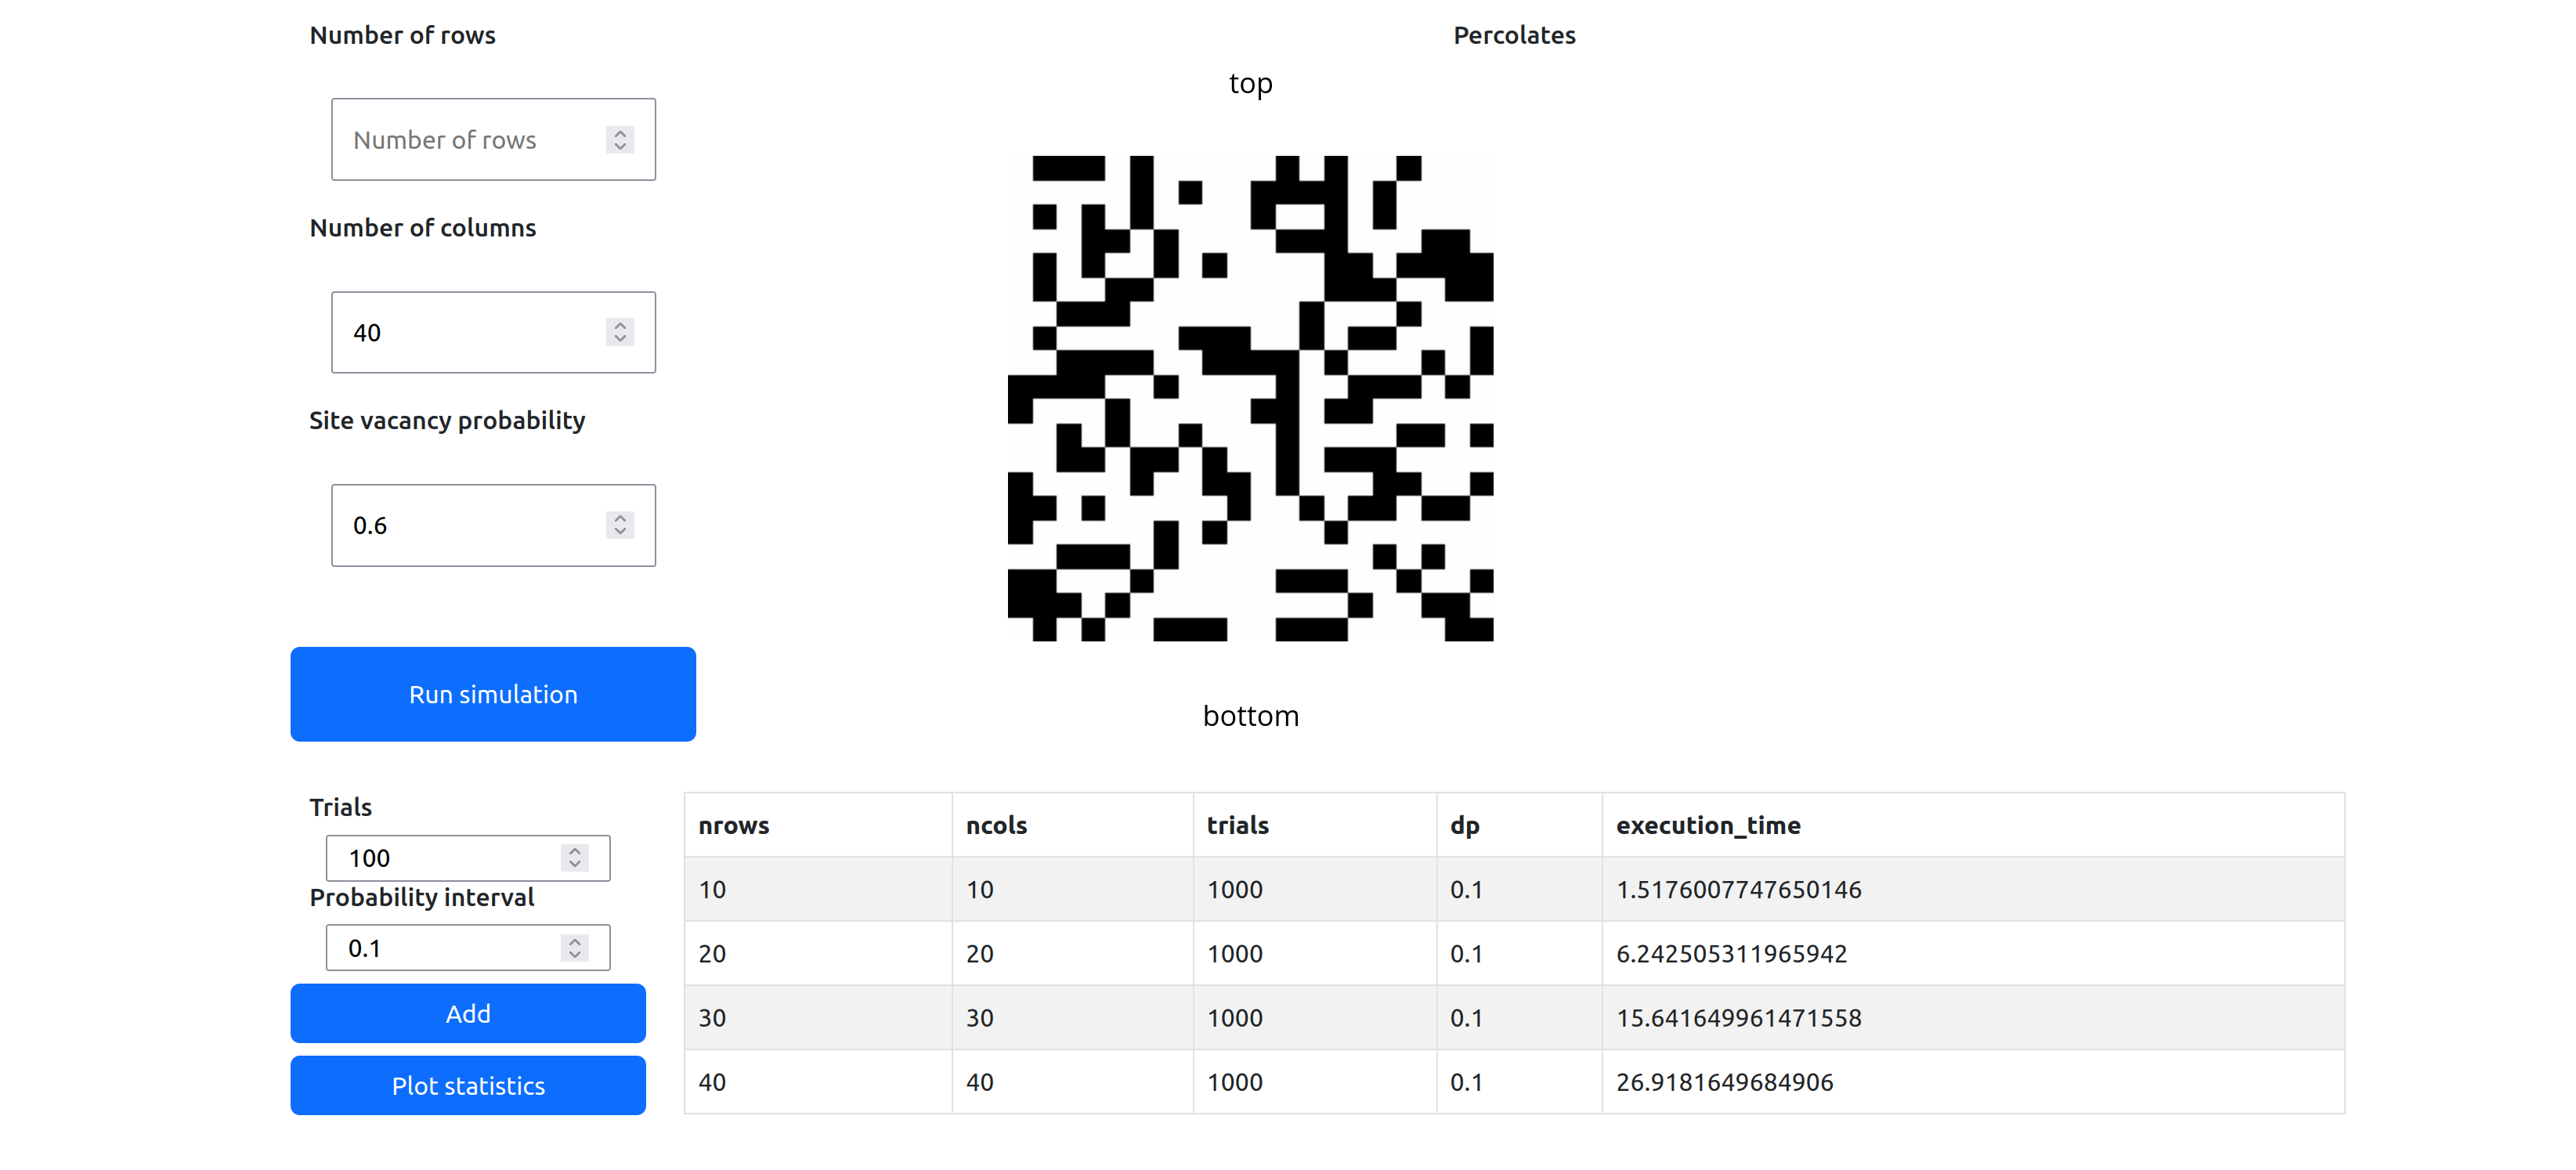 Number of rows
Number of rows
Number of columns
40
Site vacancy probability
0.6
Run simulation
Percolates
top
bottom
Trials
100
Probability interval
0.1
Add
Plot statistics
nrows ncols trials dp execution_time
10 10 1000 0.1 1.5176007747650146
20 20 1000 0.1 6.242505311965942
30 30 1000 0.1 15.641649961471558
40 40 1000 0.1 26.9181649684906